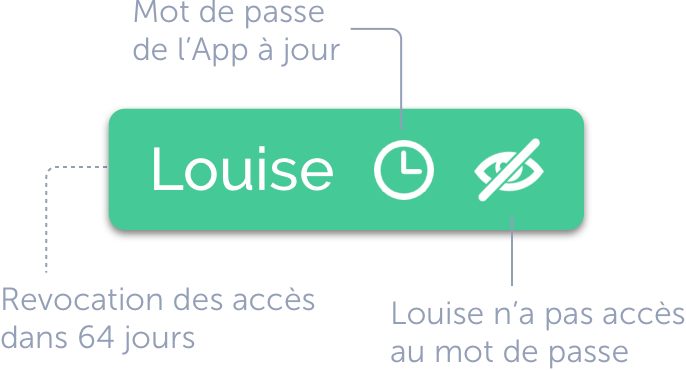 Mot de passe
de l’App à jour
Louise
Revocation des accès
dans 64 jours
Louise n’a pas accès
au mot de passe